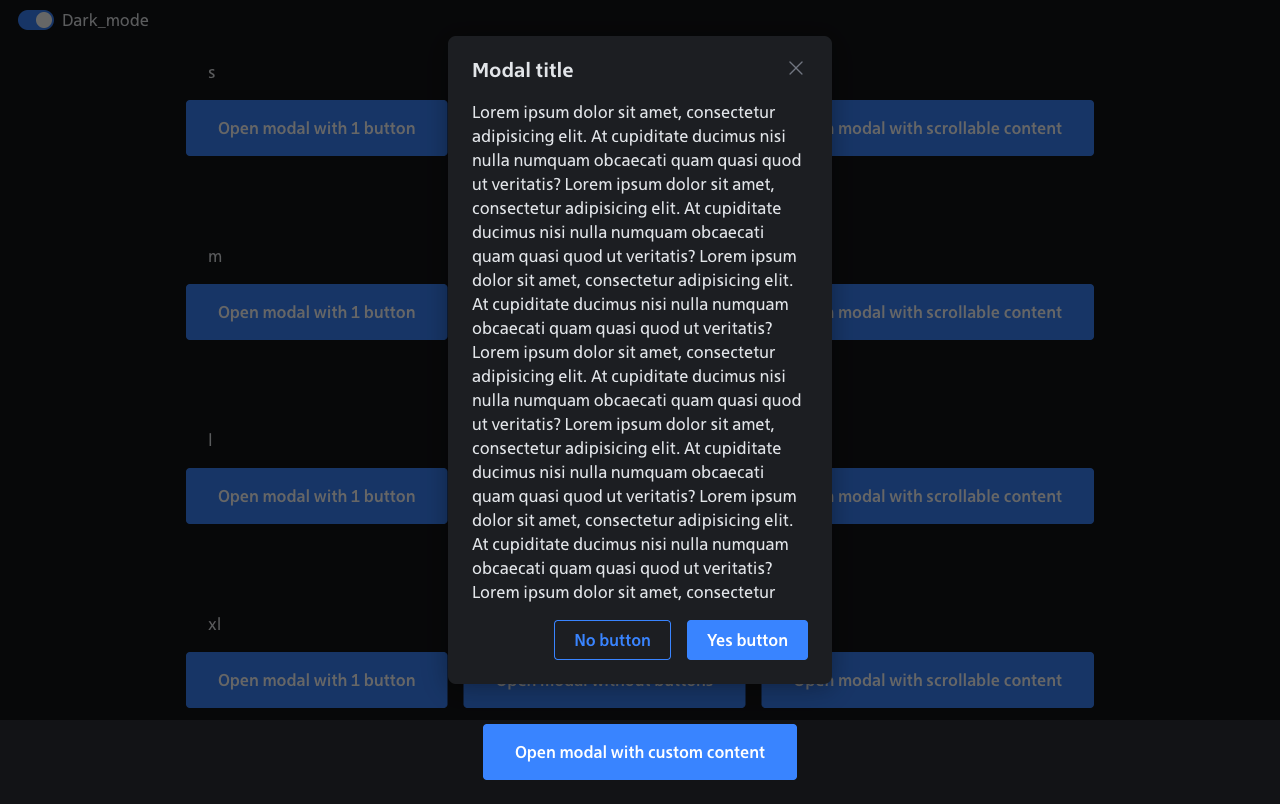 Dark_mode
s
Open modal with 1 button
modal with scrollable content
m
Open modal with 1 button
modal with scrollable content
l
Open modal with 1 button
modal with scrollable content
xl
Open modal with 1 button
Open modal without buttons
Open modal with scrollable content
Modal title
Lorem ipsum dolor sit amet, consectetur
adipisicing elit. At cupiditate ducimus nisi
nulla numquam obcaecati quam quasi quod
ut veritatis? Lorem ipsum dolor sit amet,
consectetur adipisicing elit. At cupiditate
ducimus nisi nulla numquam obcaecati
quam quasi quod ut veritatis? Lorem ipsum
dolor sit amet, consectetur adipisicing elit.
At cupiditate ducimus nisi nulla numquam
obcaecati quam quasi quod ut veritatis?
Lorem ipsum dolor sit amet, consectetur
adipisicing elit. At cupiditate ducimus nisi
nulla numquam obcaecati quam quasi quod
ut veritatis? Lorem ipsum dolor sit amet,
consectetur adipisicing elit. At cupiditate
ducimus nisi nulla numquam obcaecati
quam quasi quod ut veritatis? Lorem ipsum
dolor sit amet, consectetur adipisicing elit.
At cupiditate ducimus nisi nulla numquam
obcaecati quam quasi quod ut veritatis?
Lorem ipsum dolor sit amet, consectetur
No button
Yes button
Open modal with custom content